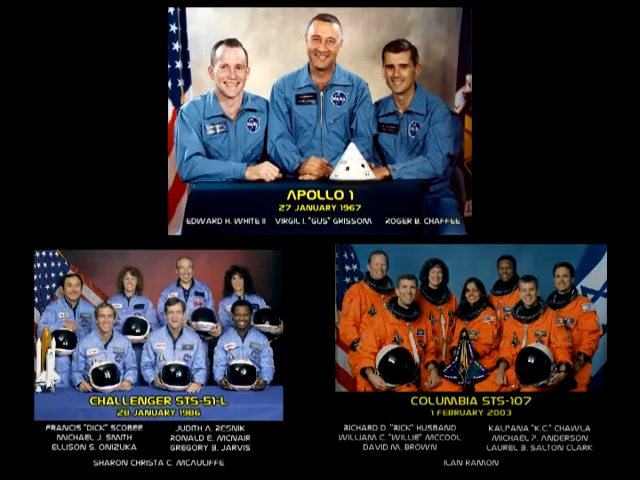 APOLLO 1
27 JANUARY 1967
EDWARD H. WHITE II VIRGIL I. "GUS" GRISSOM ROGER B. CHAFFEE
CHALLENGER STS-51-L
28 JANUARY 1986
FRANCIS "DICK" SCOBEE JUDITH A. RESNIK
MICHAEL J. SMITH RONALD E. MCNAIR
ELLISON S. ONIZUKA GREGORY B. JARVIS
SHARON CHRISTA C. MCAULIFFE
COLUMBIA STS-107
1 FEBRUARY 2003
RICHARD D. "RICK" HUSBAND KALPANA "K.C." CHAWLA
WILLIAM C. "WILLIE" MCCOOL MICHAEL P. ANDERSON
DAVID M. BROWN LAUREL B. SALTON CLARK
ILAN RAMON